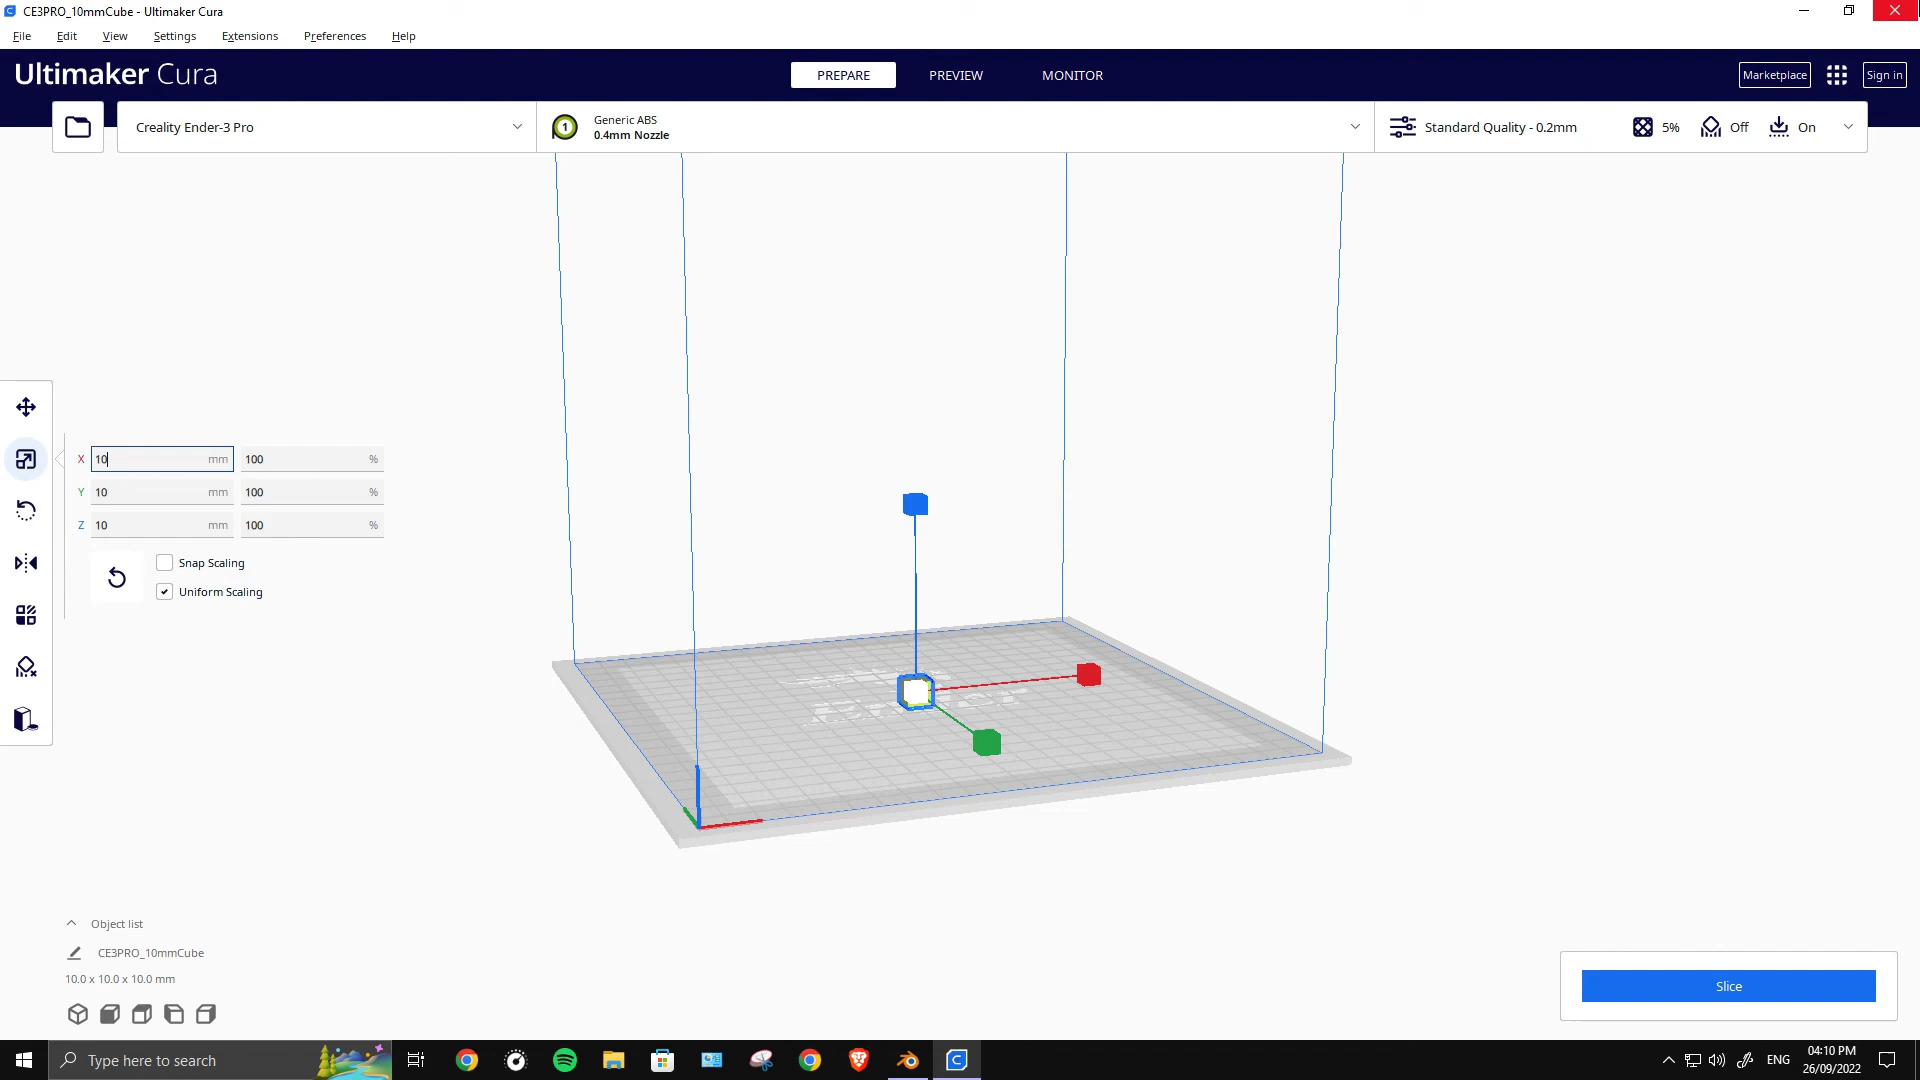 CE3PRO_10mmCube - Ultimaker Cura
File Edit View Settings Extensions Preferences Help
Ultimaker Cura
PREPARE PREVIEW MONITOR
Marketplace Sign in
Creality Ender-3 Pro
1
Generic ABS
0.4mm Nozzle
Standard Quality - 0.2mm 5% Off On
X 10 mm 100 %
Y 10 mm 100 %
Z 10 mm 100 %
Snap Scaling
Uniform Scaling
Object list
CE3PRO_10mmCube
10.0 x 10.0 x 10.0 mm
Slice
Type here to search
ENG
04:10 PM
26/09/2022